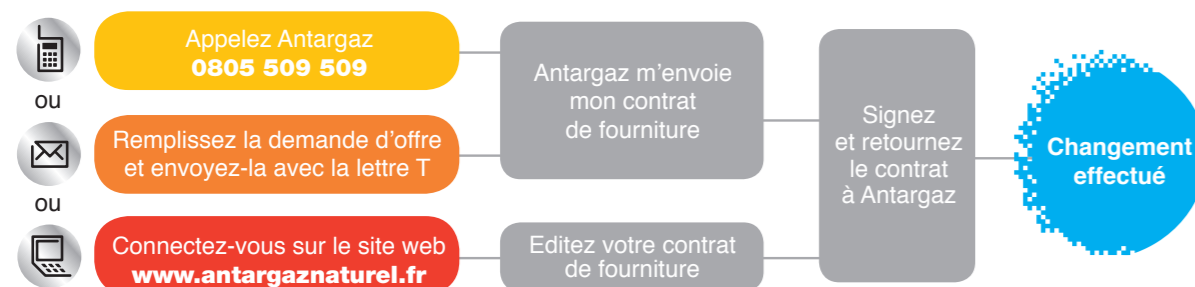 Appelez Antargaz
0805 509 509
ou
Remplissez la demande d'offre
et envoyez-la avec la lettre T
ou
Connectez-vous sur le site web
www.antargaznaturel.fr
Antargaz m'envoie
mon contrat
de fourniture
Editez votre contrat
de fourniture
Signez
et retournez
le contrat
à Antargaz
Changement
effectué